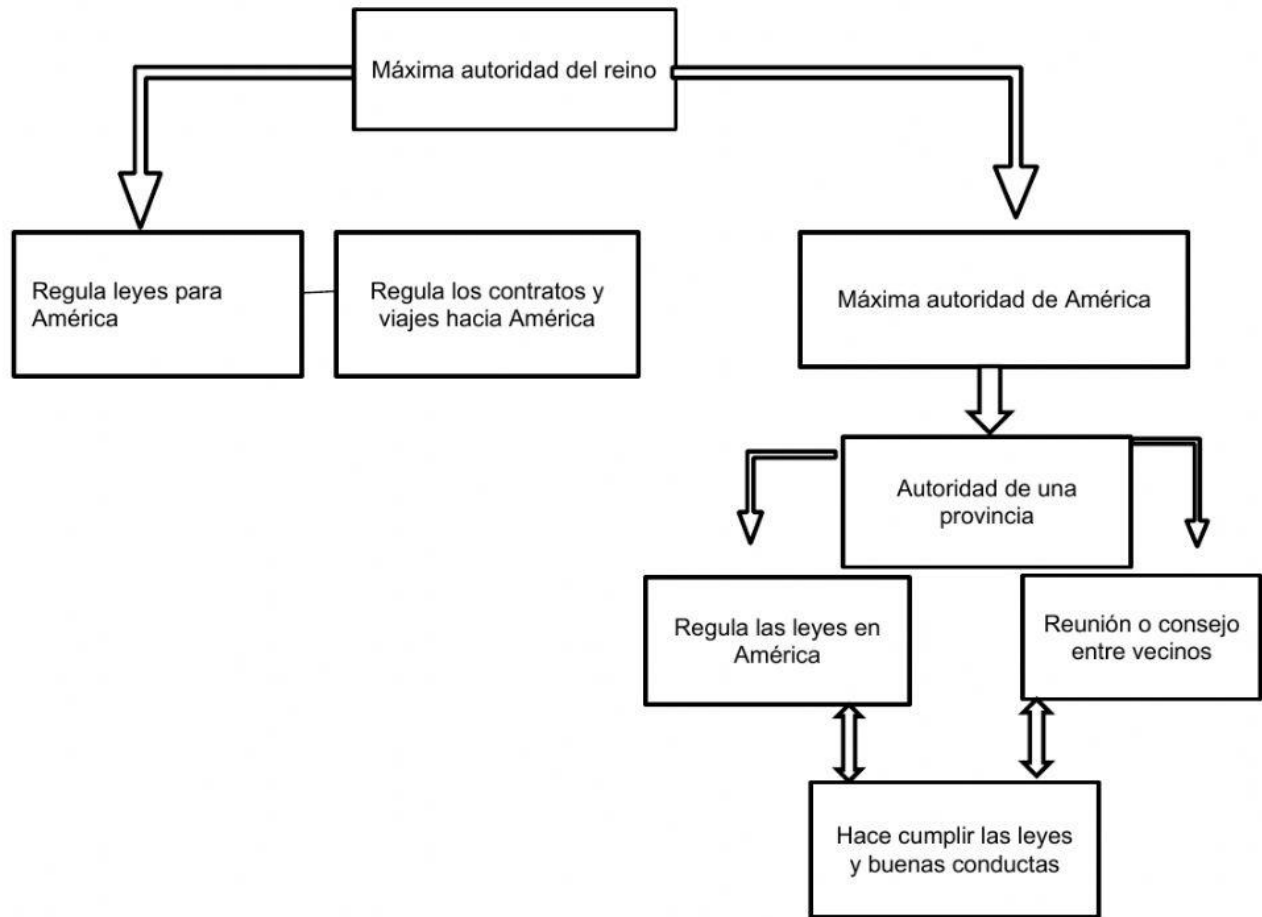 Máxima autoridad del reino
Regula leyes para
América
Regula los contratos y
viajes hacia América
Máxima autoridad de América
Autoridad de una
provincia
Regula las leyes en
América
Reunión o consejo
entre vecinos
Hace cumplir las leyes
y buenas conductas